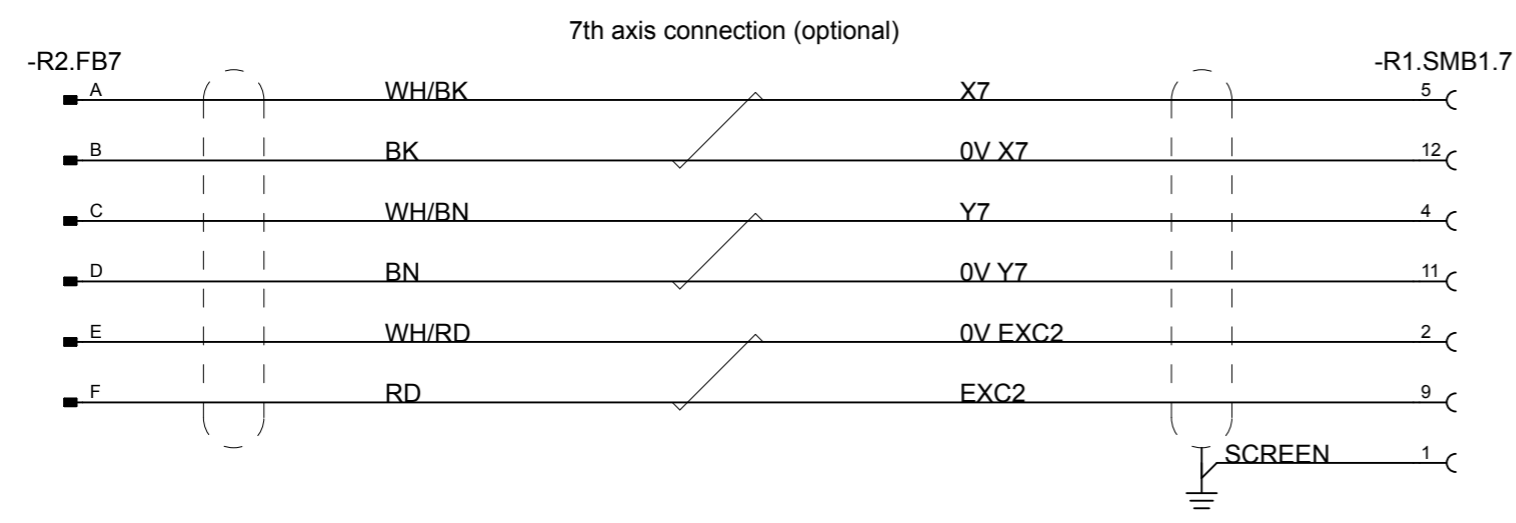 7th axis connection (optional)
-R2.FB7 -R1.SMB1.7
A WH/BK X7 5
B BK 0V X7 12
C WH/BN Y7 4
D BN 0V Y7 11
E WH/RD 0V EXC2 2
F RD EXC2 9
SCREEN 1